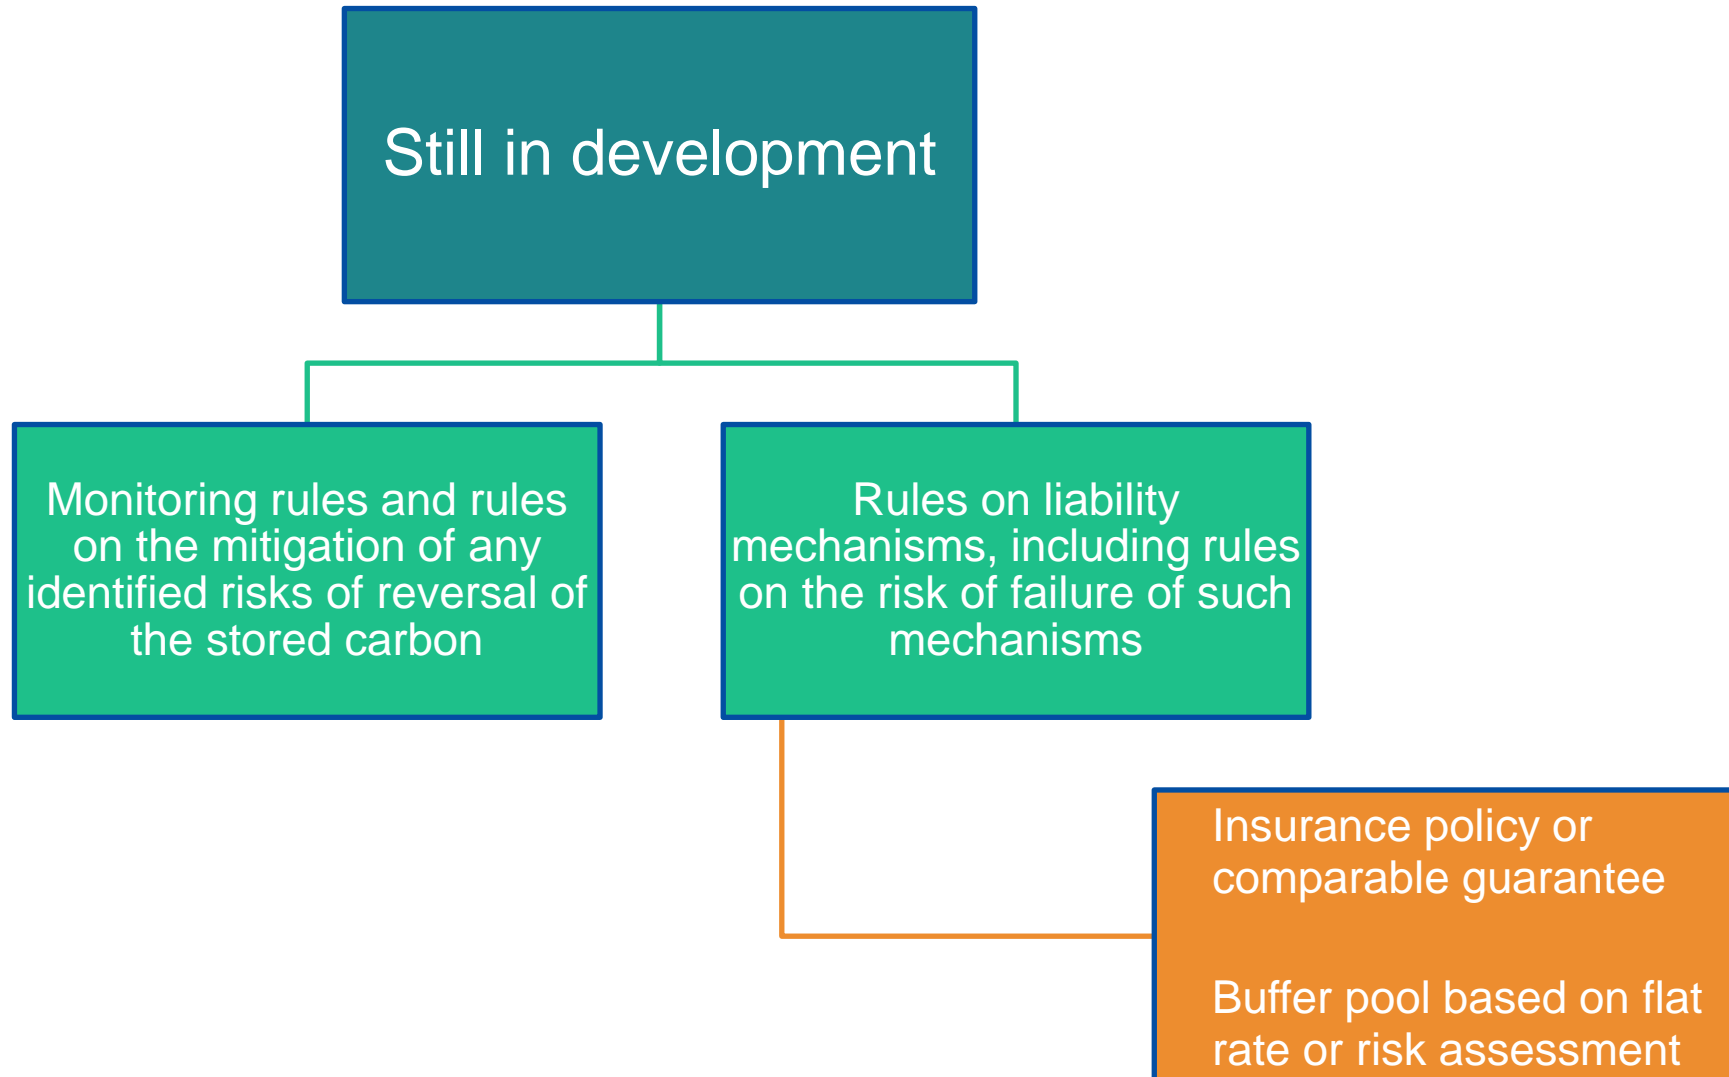 Still in development
Monitoring rules and rules
on the mitigation of any
identified risks of reversal of
the stored carbon
Rules on liability
mechanisms, including rules
on the risk of failure of such
mechanisms
Insurance policy or
comparable guarantee
Buffer pool based on flat
rate or risk assessment